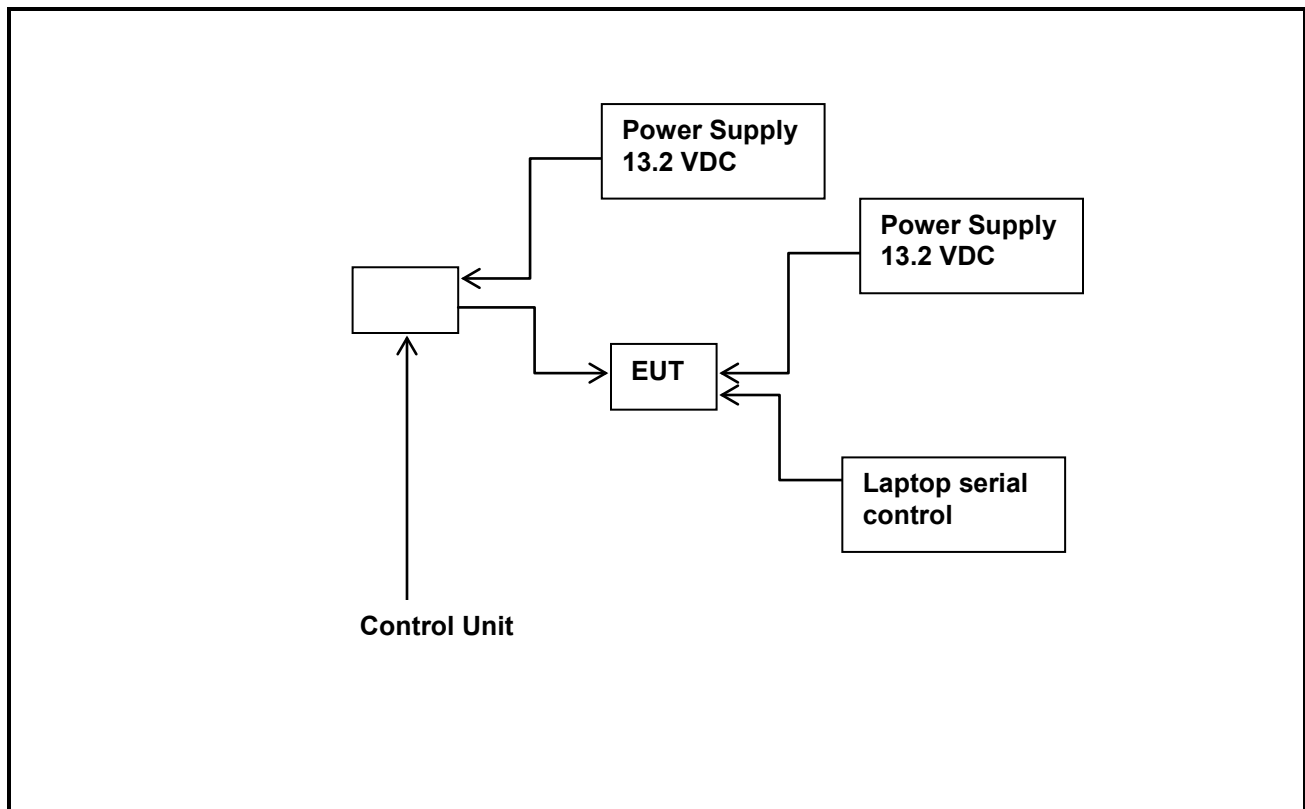 Power Supply
13.2 VDC
Power Supply
13.2 VDC
EUT
Laptop serial
control
Control Unit